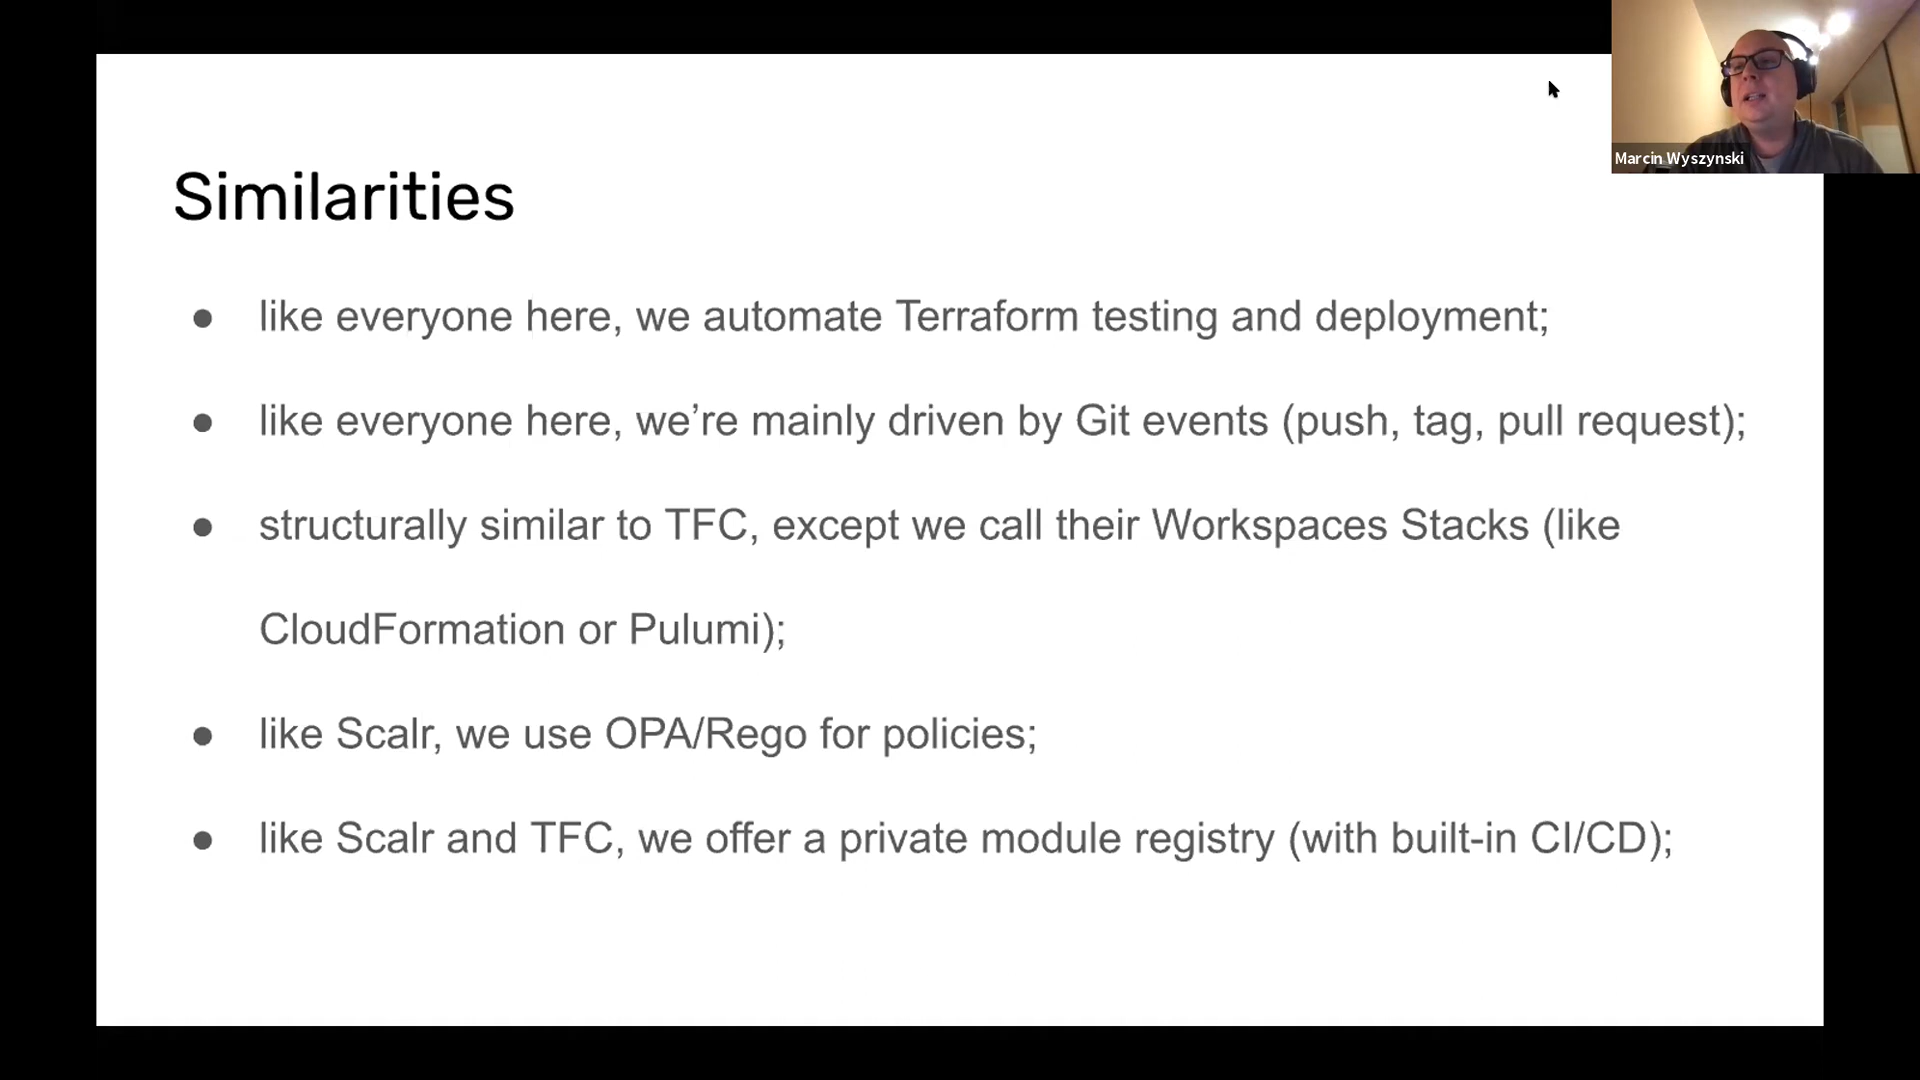 Marcin Wyszynski
Similarities
● like everyone here, we automate Terraform testing and deployment;
● like everyone here, we’re mainly driven by Git events (push, tag, pull request);
● structurally similar to TFC, except we call their Workspaces Stacks (like
CloudFormation or Pulumi);
● like Scalr, we use OPA/Rego for policies;
● like Scalr and TFC, we offer a private module registry (with built-in CI/CD);